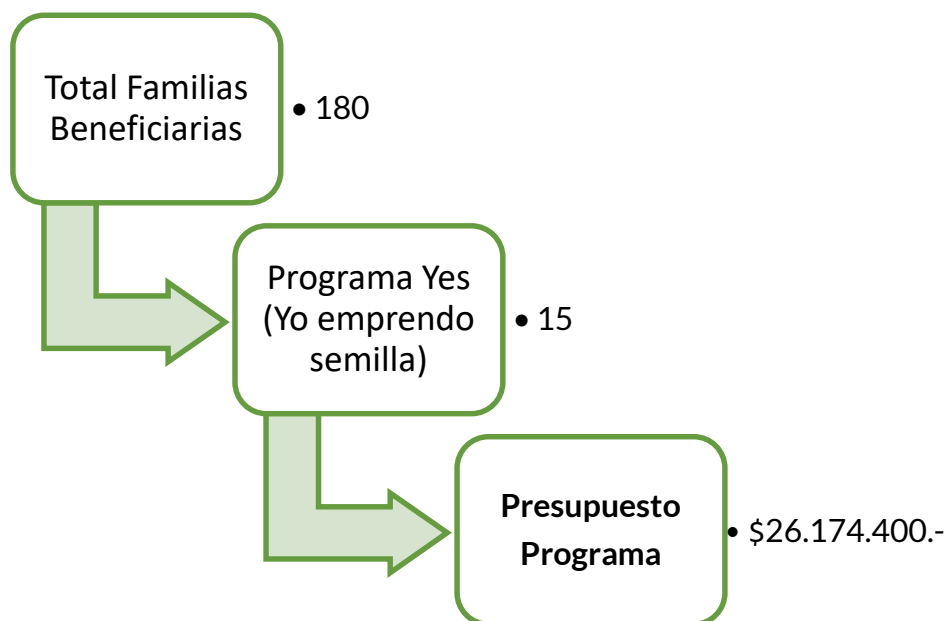 Total Familias
Beneficiarias
• 180
Programa Yes
(Yo emprendo
semilla)
• 15
Presupuesto
Programa
• $26.174.400.-